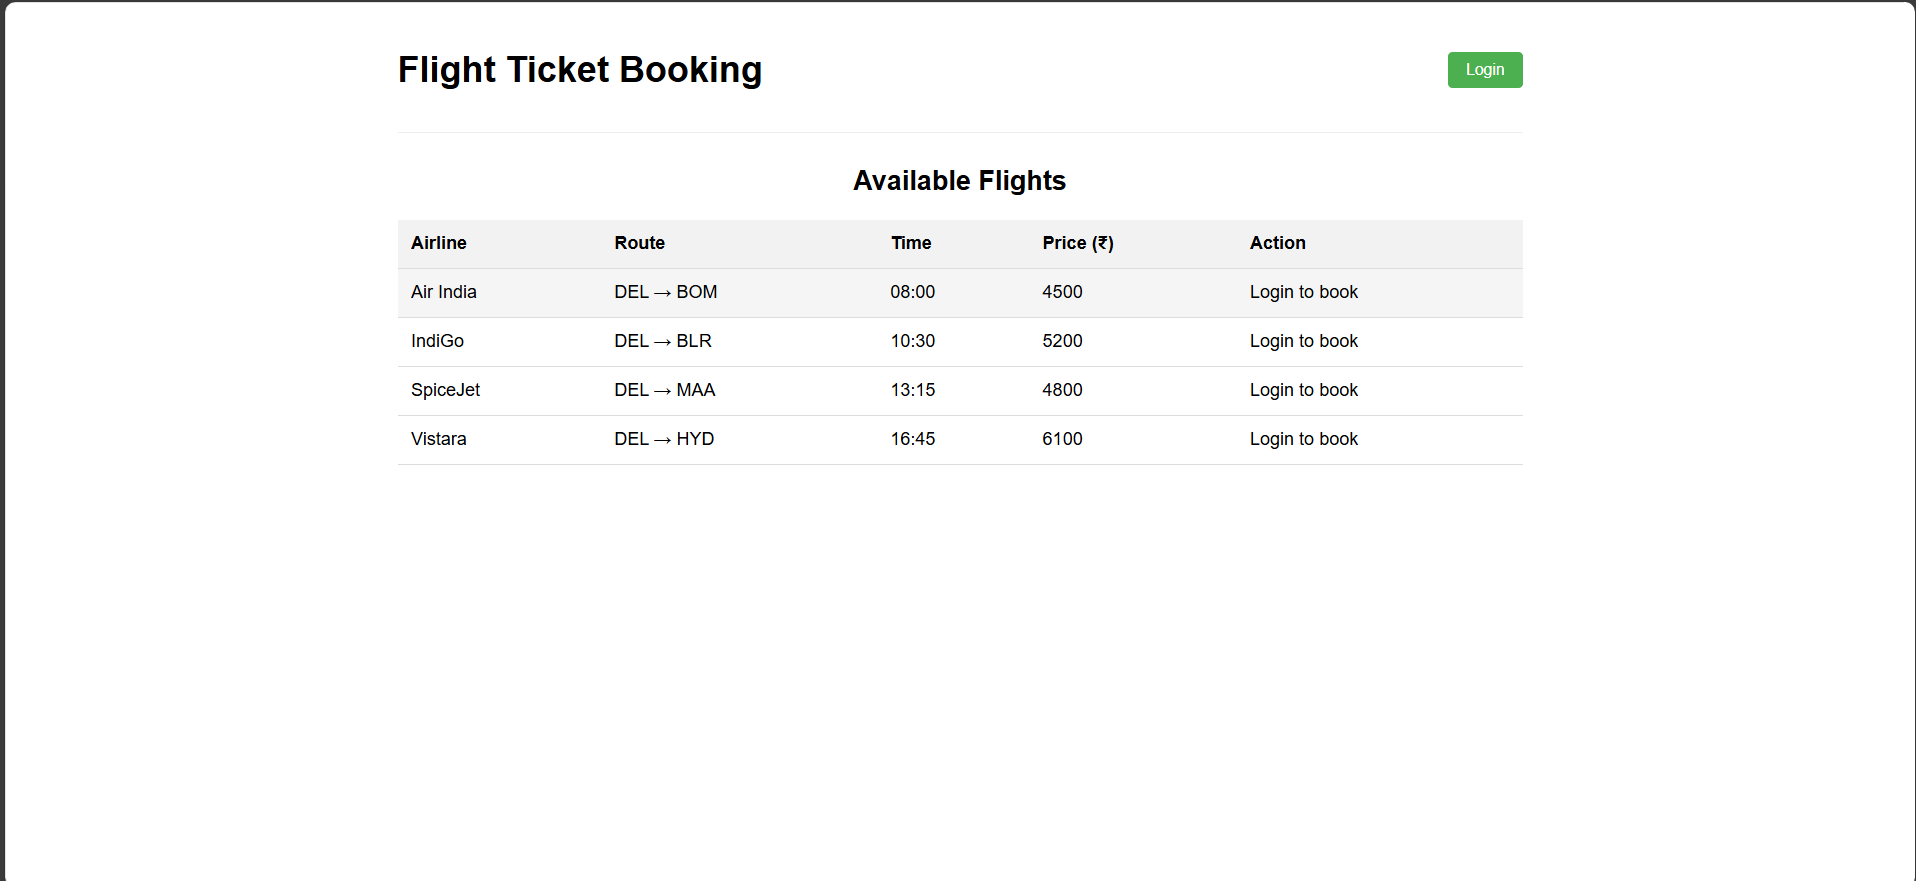 Flight Ticket Booking
Login
Available Flights
Airline Route Time Price (₹) Action
Air India DEL → BOM 08:00 4500 Login to book
IndiGo DEL → BLR 10:30 5200 Login to book
SpiceJet DEL → MAA 13:15 4800 Login to book
Vistara DEL → HYD 16:45 6100 Login to book